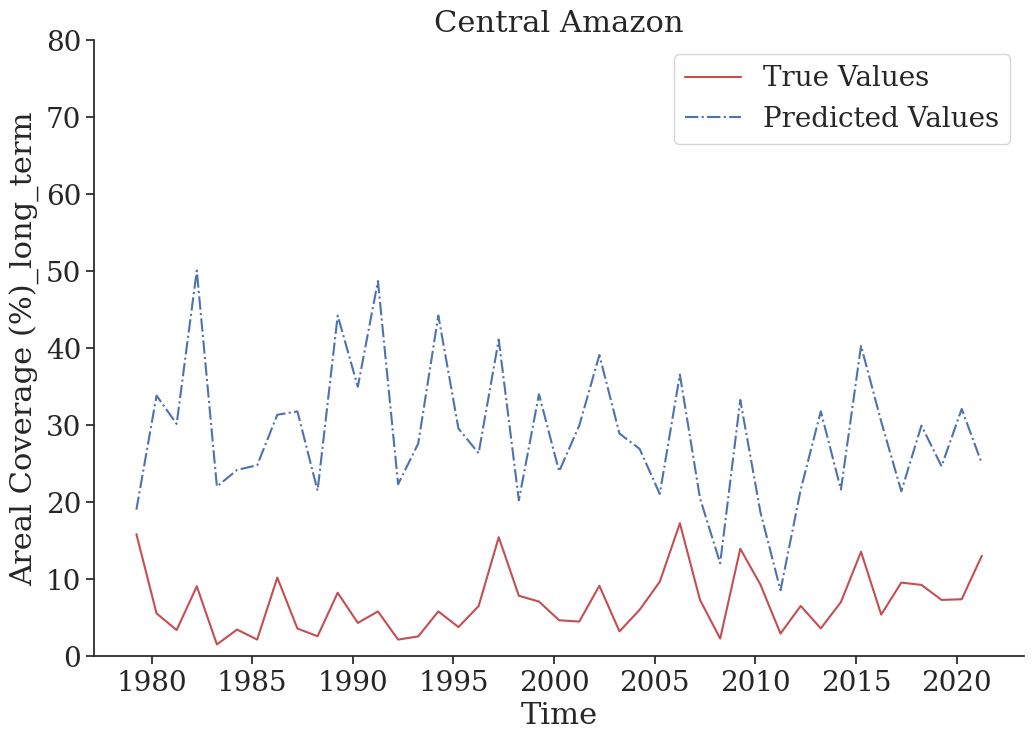 Central Amazon
True Values
Predicted Values
Areal Coverage (%)_long_term
80
70
60
50
40
30
20
10
0
1980 1985 1990 1995 2000 2005 2010 2015 2020
Time